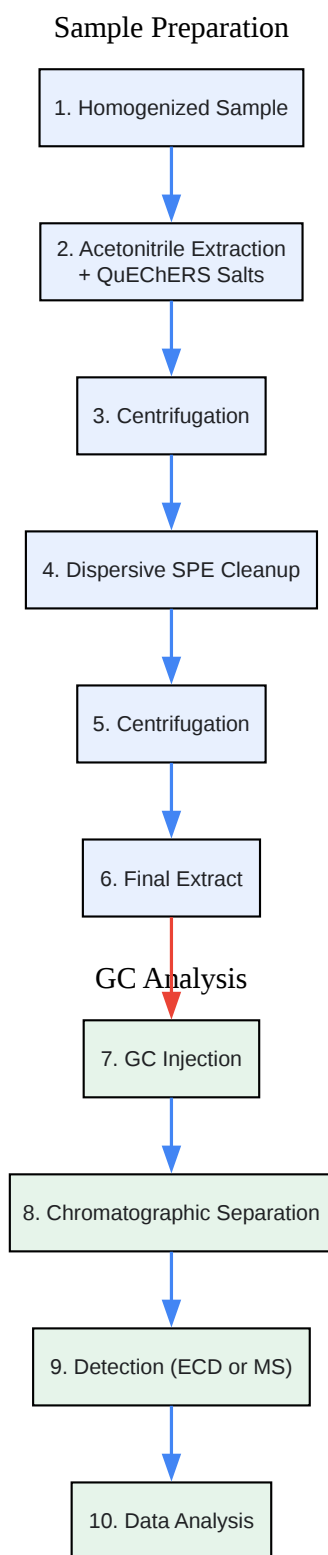 Sample Preparation
1. Homogenized Sample
2. Acetonitrile Extraction
+ QuEChERS Salts
3. Centrifugation
4. Dispersive SPE Cleanup
5. Centrifugation
6. Final Extract
GC Analysis
7. GC Injection
8. Chromatographic Separation
9. Detection (ECD or MS)
10. Data Analysis